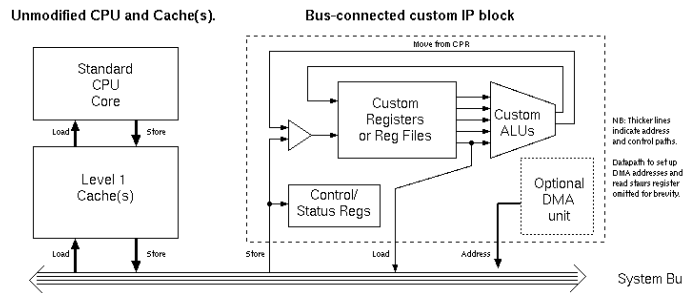 Unmodified CPU and Cache(s).
Bus-connected custom IP block
Move from CPR
Standard
CPU
Core
Custom
Registers
or Reg Files
Custom
ALUs
NB: Thicker lines
indicate address
and control paths.
Load
Store
Datapath to set up
DMA addresses and
read staurs register
omitted for brevity.
Level 1
Cache(s)
Control/
Status Regs
Optional
DMA
unit
Load
Store
Store
Load
Address
System Bu